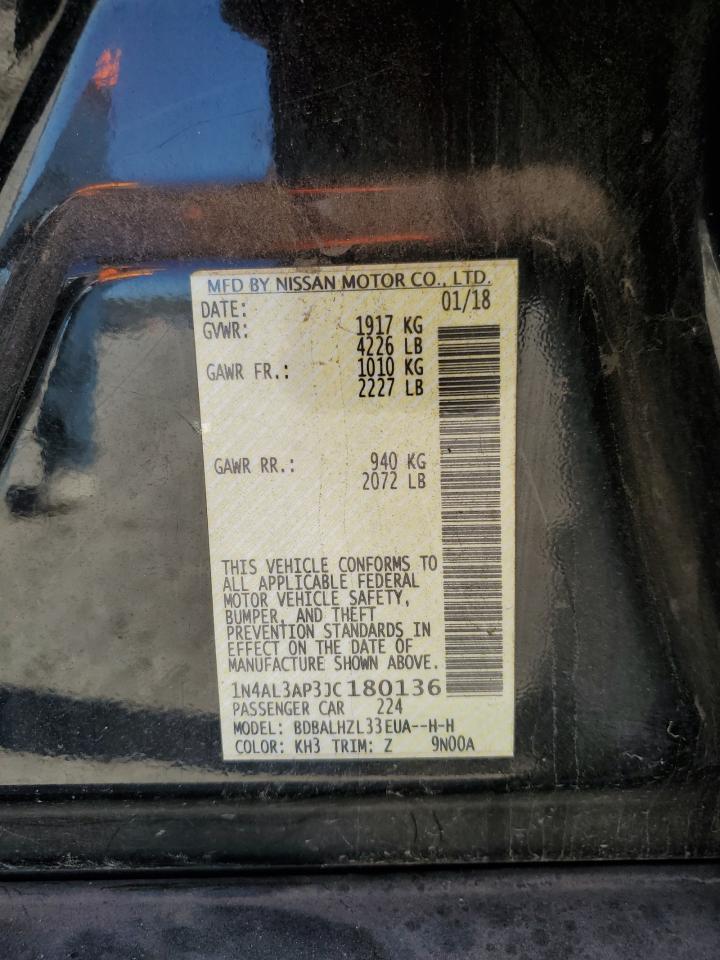 MFD BY NISSAN MOTOR CO., LTD.
DATE: 01/18
GVWR: 1917 KG
4226 LB
GAWR FR.: 1010 KG
2227 LB
GAWR RR.: 940 KG
2072 LB
THIS VEHICLE CONFORMS TO
ALL APPLICABLE FEDERAL
MOTOR VEHICLE SAFETY,
BUMPER, AND THEFT
PREVENTION STANDARDS IN
EFFECT ON THE DATE OF
MANUFACTURE SHOWN ABOVE.
1N4AL3AP3JC180136
PASSENGER CAR 224
MODEL: BDBALHZL33EUA--H-H
COLOR: KH3 TRIM: Z 9N00A